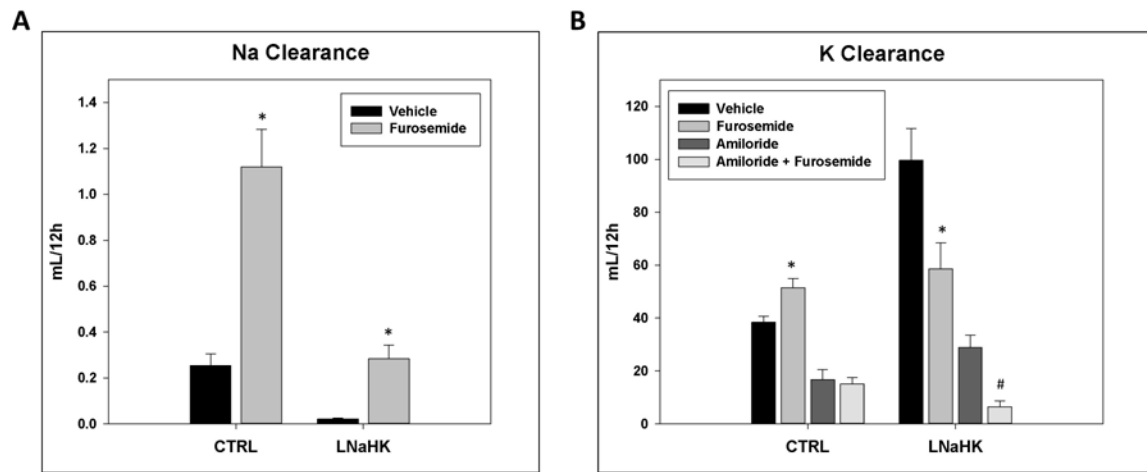 A
Na Clearance
1.4
1.2
1.0
0.8
0.6
0.4
0.2
0.0
mL/12h
Vehicle
Furosemide
*
*
CTRL
LNaHK
B
K Clearance
120
100
80
60
40
20
0
mL/12h
Vehicle
Furosemide
Amiloride
Amiloride + Furosemide
*
*
#
CTRL
LNaHK